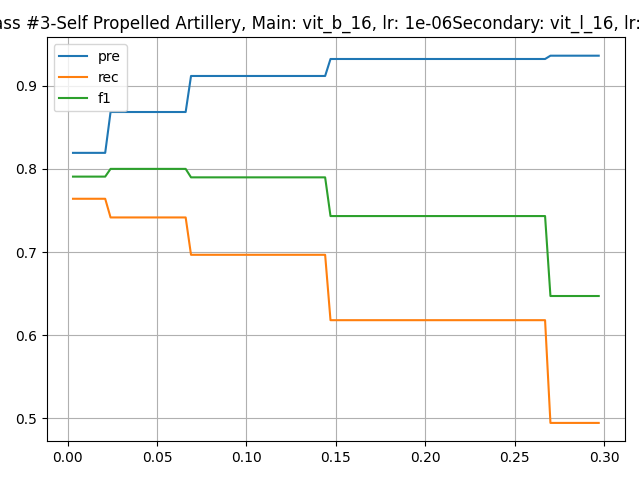 ass #3-Self Propelled Artillery, Main: vit_b_16, lr: 1e-06Secondary: vit_l_16, lr:
pre
rec
f1
0.9
0.8
0.7
0.6
0.5
0.00 0.05 0.10 0.15 0.20 0.25 0.30